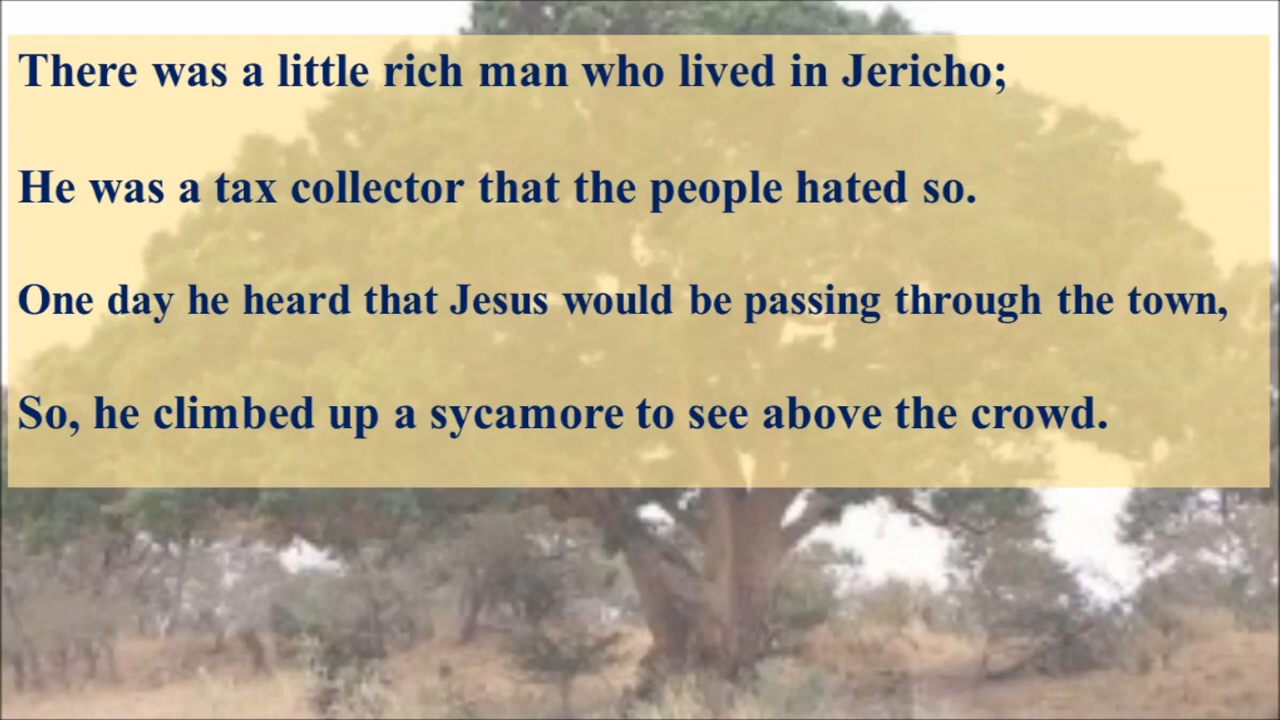 There was a little rich man who lived in Jericho;
He was a tax collector that the people hated so.
One day he heard that Jesus would be passing through the town,
So, he climbed up a sycamore to see above the crowd.